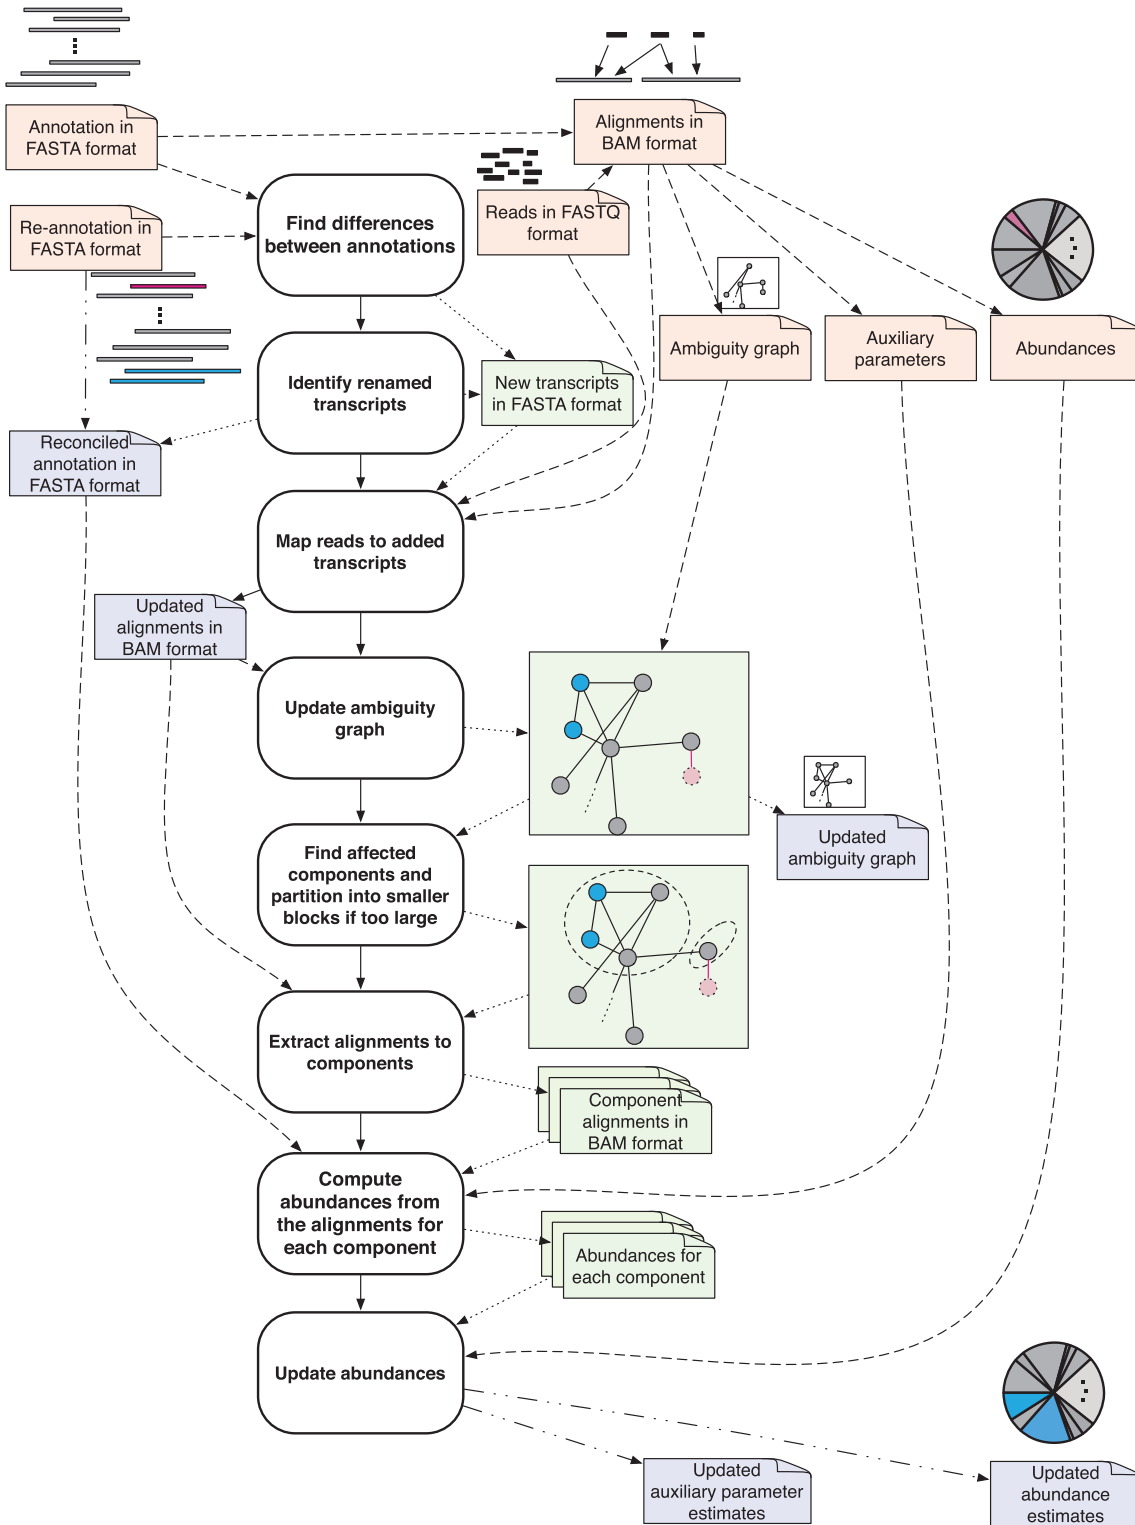 Annotation in
FASTA format
Alignments in
BAM format
Re-annotation in
FASTA format
Find differences
between annotations
Reads in FASTQ
format
Ambiguity graph
Auxiliary
parameters
Abundances
Identify renamed
transcripts
New transcripts
in FASTA format
Reconciled
annotation in
FASTA format
Map reads to added
transcripts
Updated
alignments in
BAM format
Update ambiguity
graph
Updated
ambiguity graph
Find affected
components and
partition into smaller
blocks if too large
Extract alignments to
components
Component
alignments in
BAM format
Compute
abundances from
the alignments for
each component
Abundances for
each component
Update abundances
Updated
auxiliary parameter
estimates
Updated
abundance
estimates